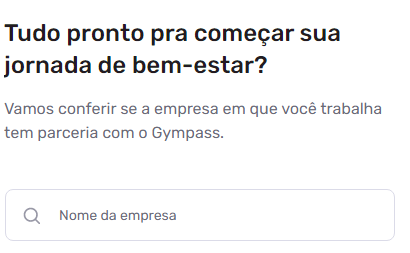 Tudo pronto pra começar sua
jornada de bem-estar?
Vamos conferir se a empresa em que você trabalha
tem parceria com o Gympass.
Nome da empresa